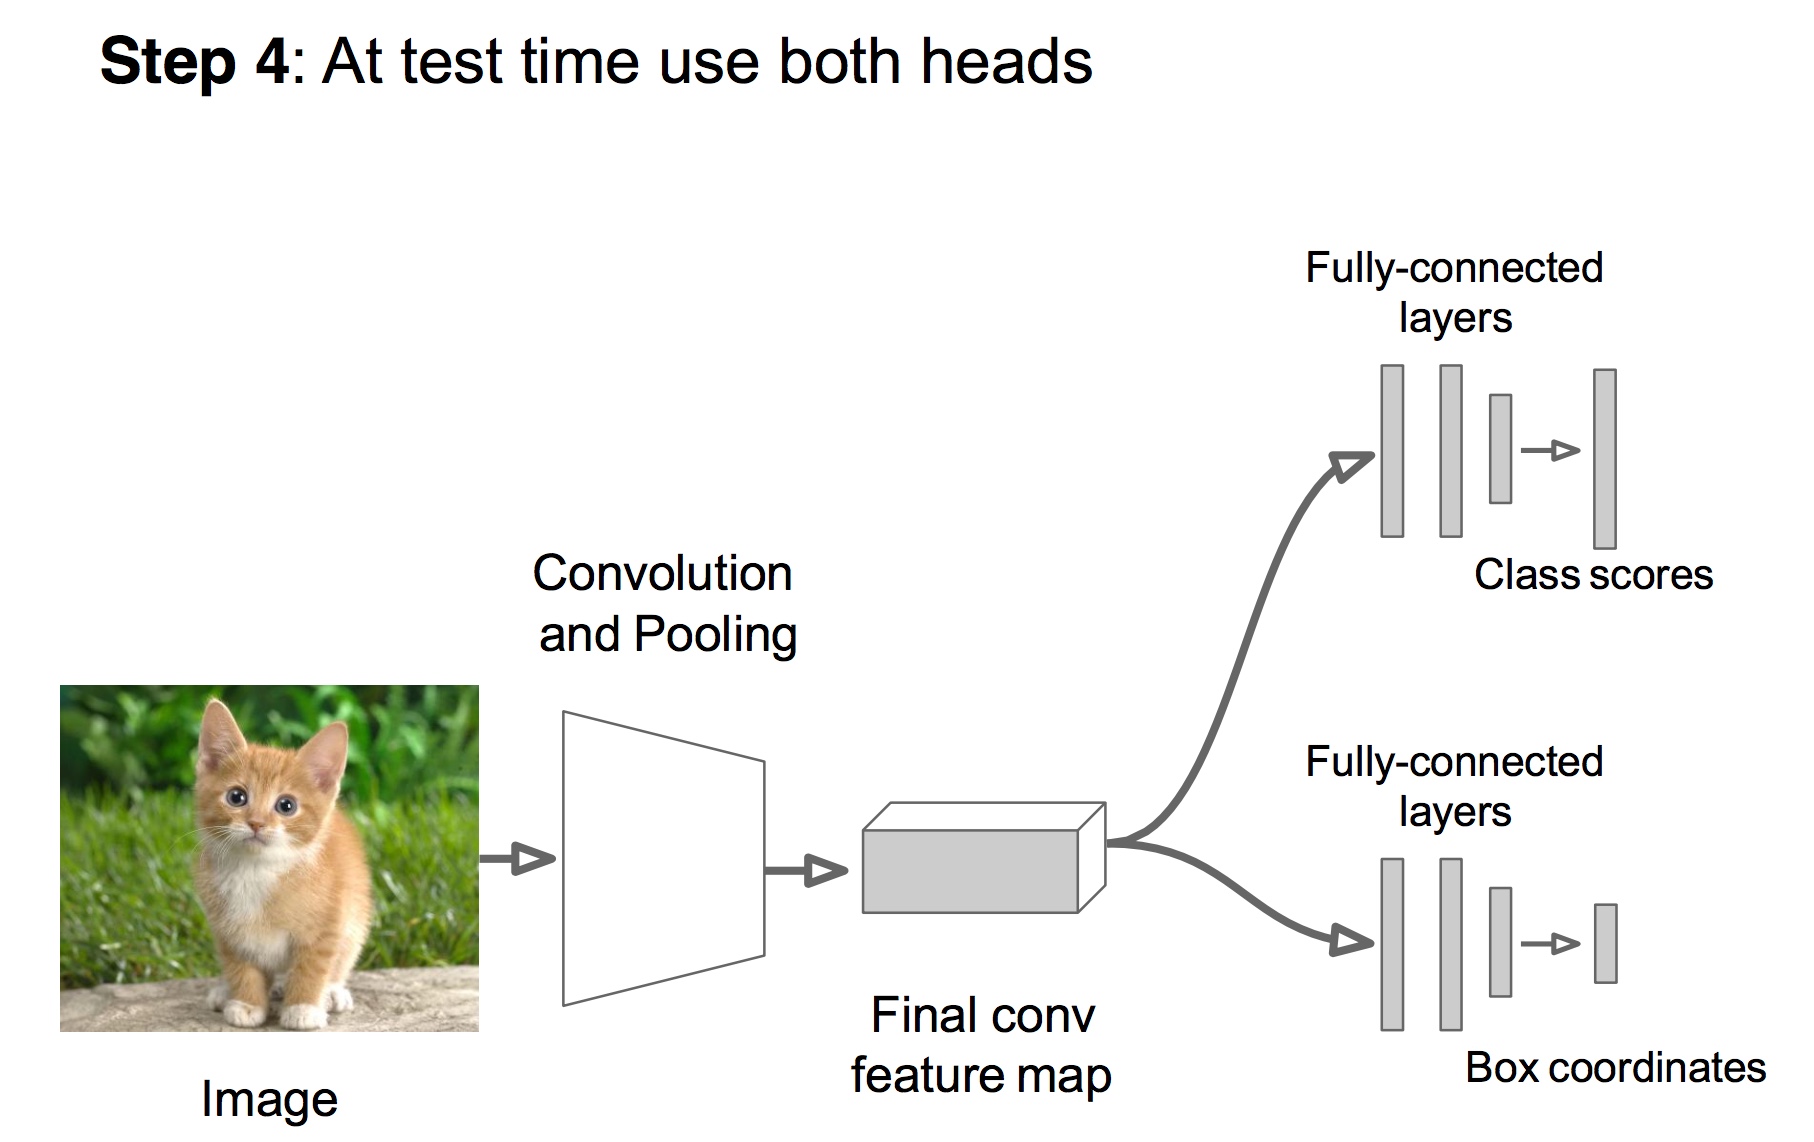 Step 4: At test time use both heads
Fully-connected
layers
Class scores
Convolution
and Pooling
Fully-connected
layers
Box coordinates
Final conv
feature map
Image